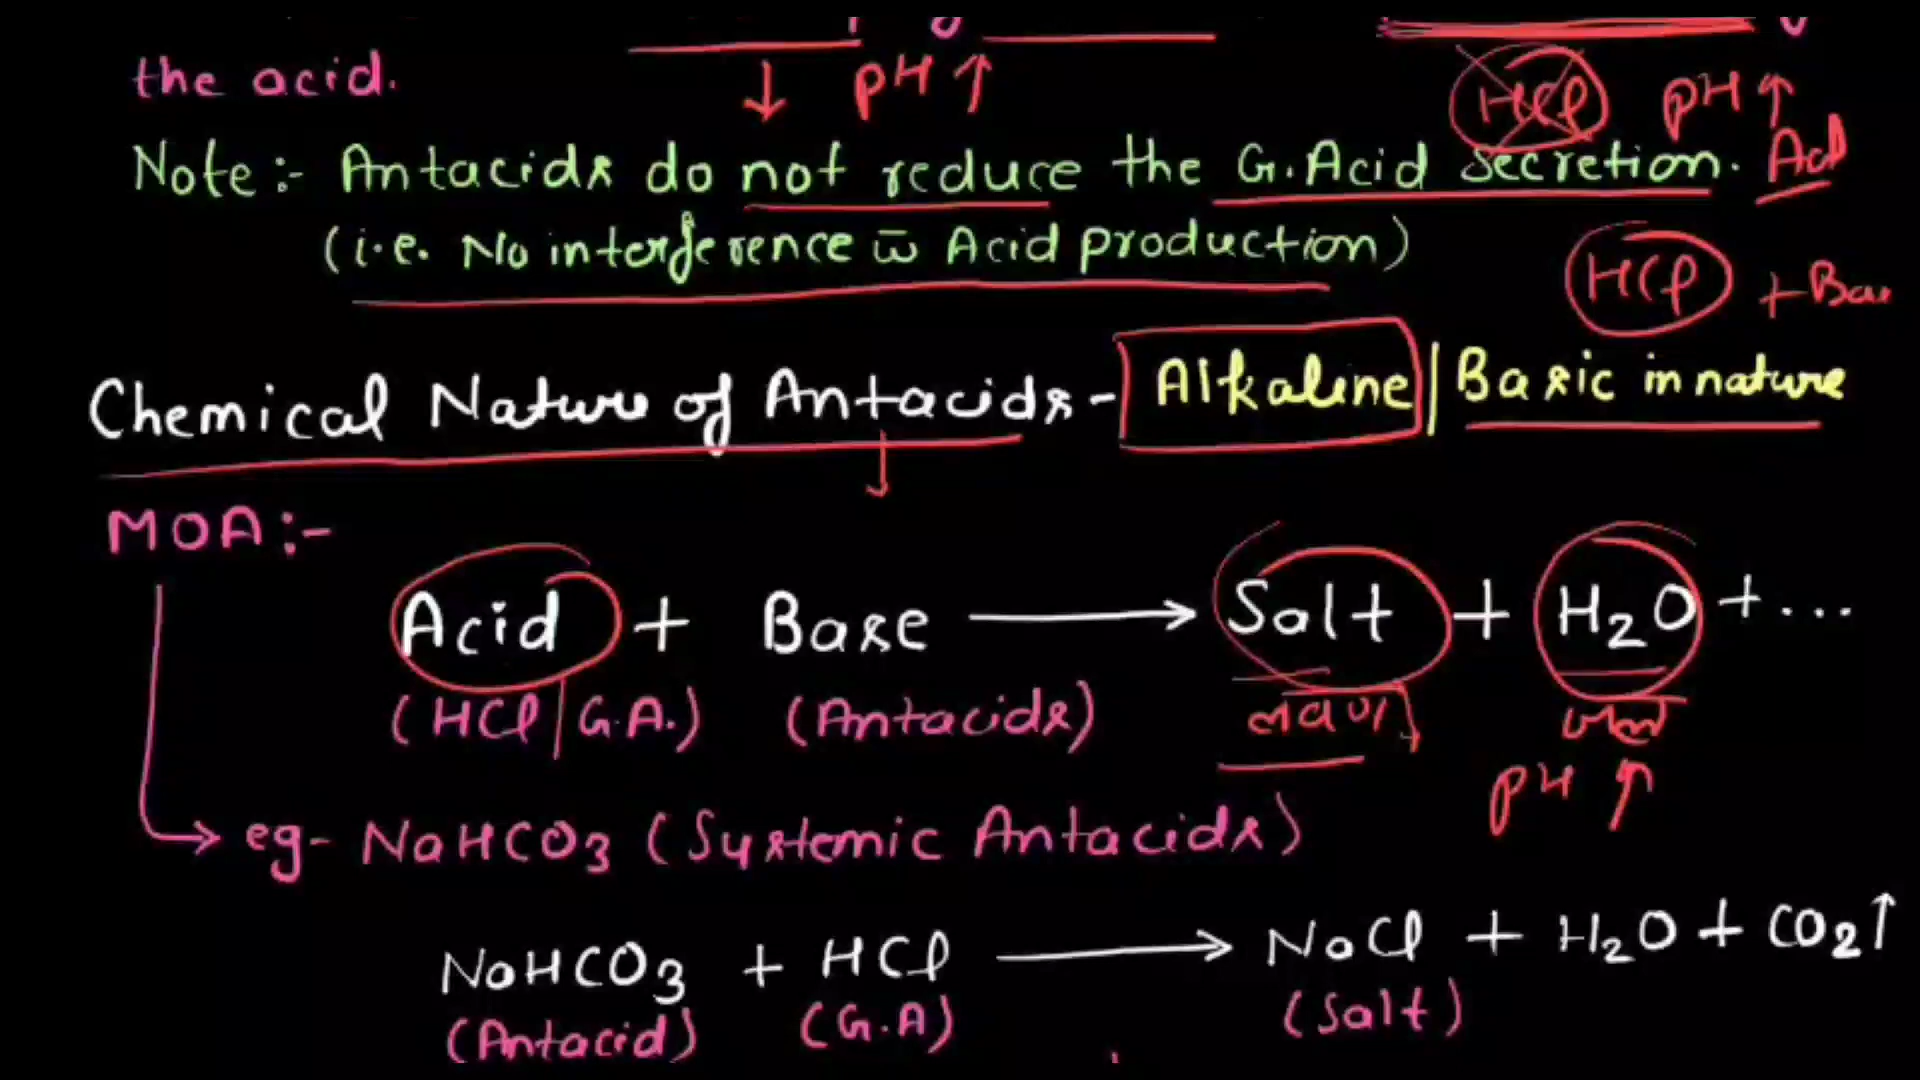 the acid. ↓ pH ↑ HCl pH ↑
Note:- Antacids do not reduce the G.Acid secretion. Acid
(i.e. No interference w̄ Acid production)
HCl + Bas
Chemical Nature of Antacids - Alkaline | Basic in nature
MOA:-
Acid + Base → Salt + H2O + ...
(HCl | G.A.) (Antacids)
pH ↑
eg- NaHCO3 (Systemic Antacids)
NaHCO3 + HCl → NaCl + H2O + CO2↑
(Antacid) (G.A) (Salt)